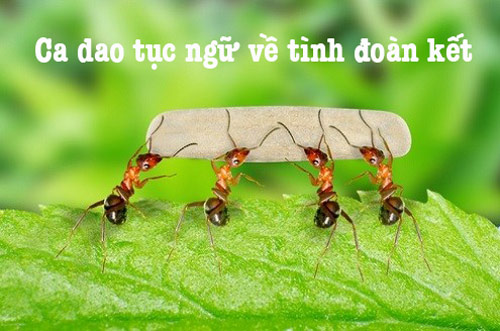 Ca dao tục ngữ về tình đoàn kết